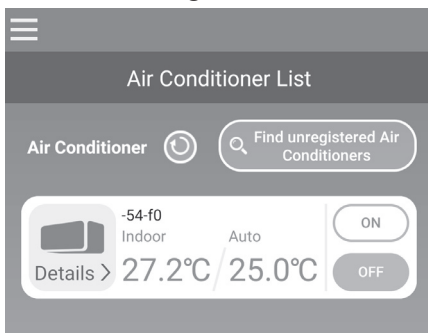 Air Conditioner List
Air Conditioner
Find unregistered Air
Conditioners
-54-f0
Indoor
Auto
ON
Details >
27.2℃
25.0℃
OFF